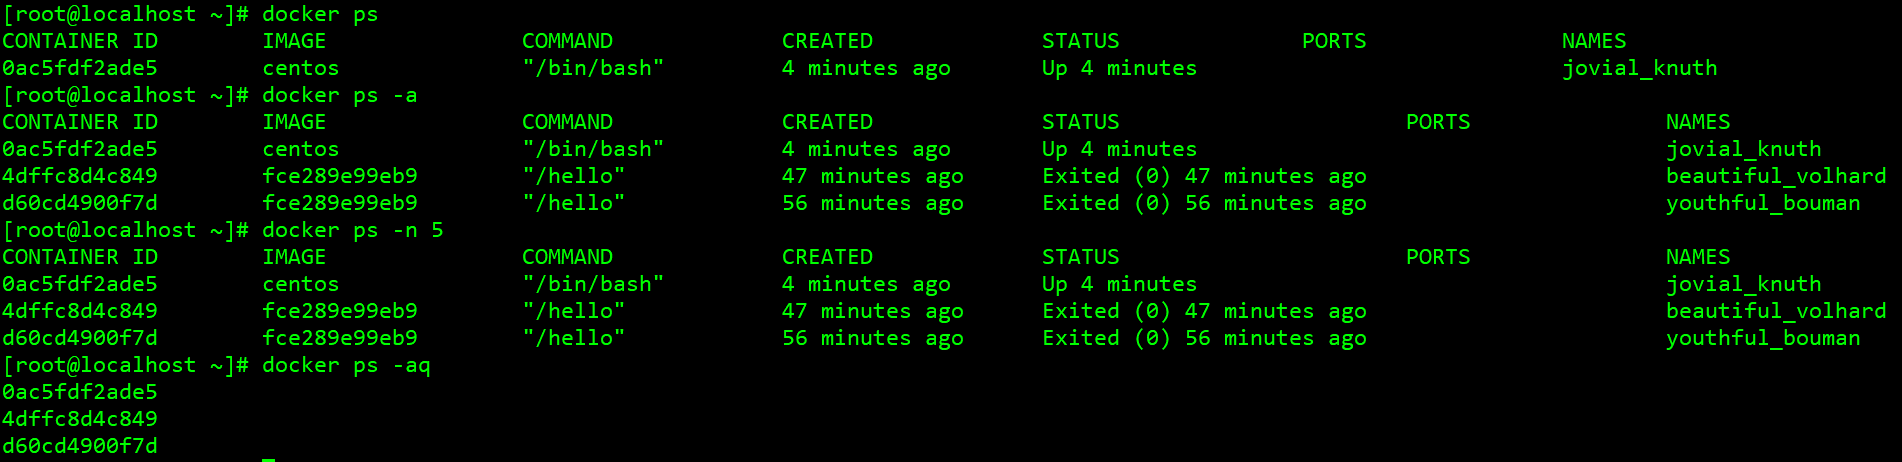 [root@localhost ~]# docker ps
CONTAINER ID        IMAGE               COMMAND             CREATED             STATUS              PORTS               NAMES
0ac5fdf2ade5        centos              "/bin/bash"         4 minutes ago       Up 4 minutes                            jovial_knuth
[root@localhost ~]# docker ps -a
CONTAINER ID        IMAGE               COMMAND             CREATED             STATUS                      PORTS               NAMES
0ac5fdf2ade5        centos              "/bin/bash"         4 minutes ago       Up 4 minutes                                    jovial_knuth
4dffc8d4c849        fce289e99eb9        "/hello"            47 minutes ago      Exited (0) 47 minutes ago                       beautiful_volhard
d60cd4900f7d        fce289e99eb9        "/hello"            56 minutes ago      Exited (0) 56 minutes ago                       youthful_bouman
[root@localhost ~]# docker ps -n 5
CONTAINER ID        IMAGE               COMMAND             CREATED             STATUS                      PORTS               NAMES
0ac5fdf2ade5        centos              "/bin/bash"         4 minutes ago       Up 4 minutes                                    jovial_knuth
4dffc8d4c849        fce289e99eb9        "/hello"            47 minutes ago      Exited (0) 47 minutes ago                       beautiful_volhard
d60cd4900f7d        fce289e99eb9        "/hello"            56 minutes ago      Exited (0) 56 minutes ago                       youthful_bouman
[root@localhost ~]# docker ps -aq
0ac5fdf2ade5
4dffc8d4c849
d60cd4900f7d